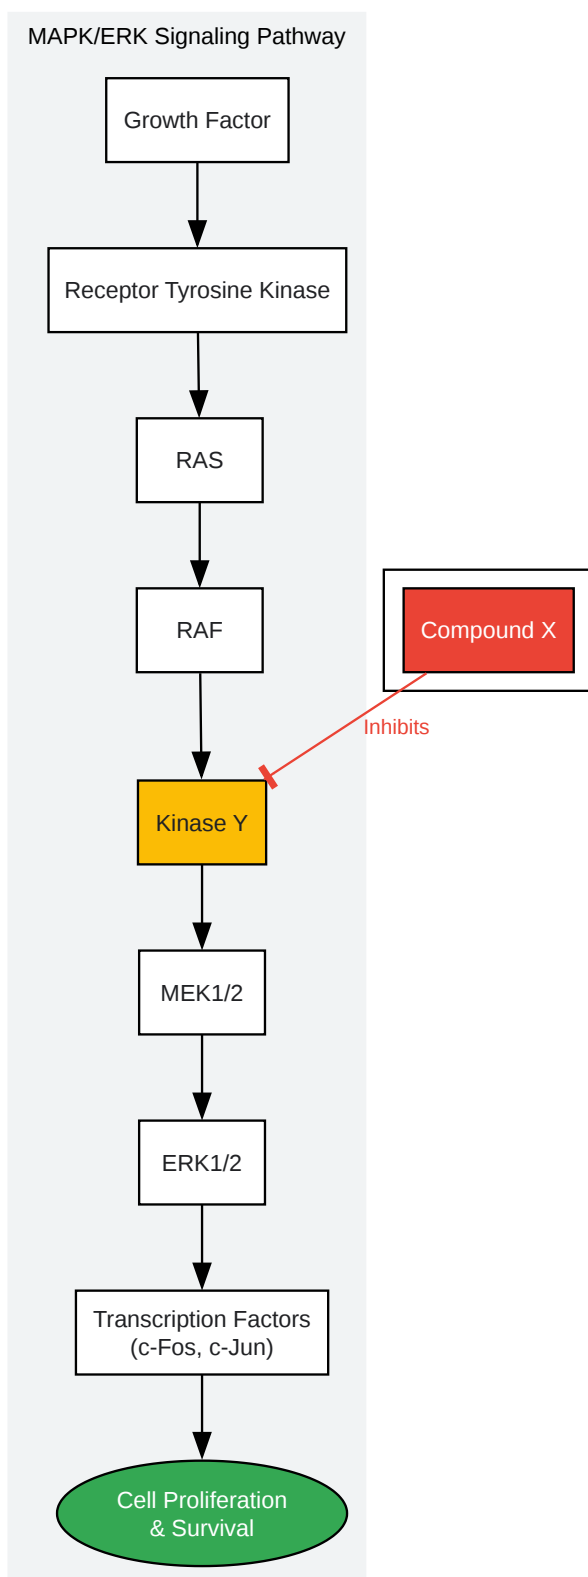 MAPK/ERK Signaling Pathway
Growth Factor
Receptor Tyrosine Kinase
RAS
RAF
Compound X
Inhibits
Kinase Y
MEK1/2
ERK1/2
Transcription Factors
(c-Fos, c-Jun)
Cell Proliferation
& Survival